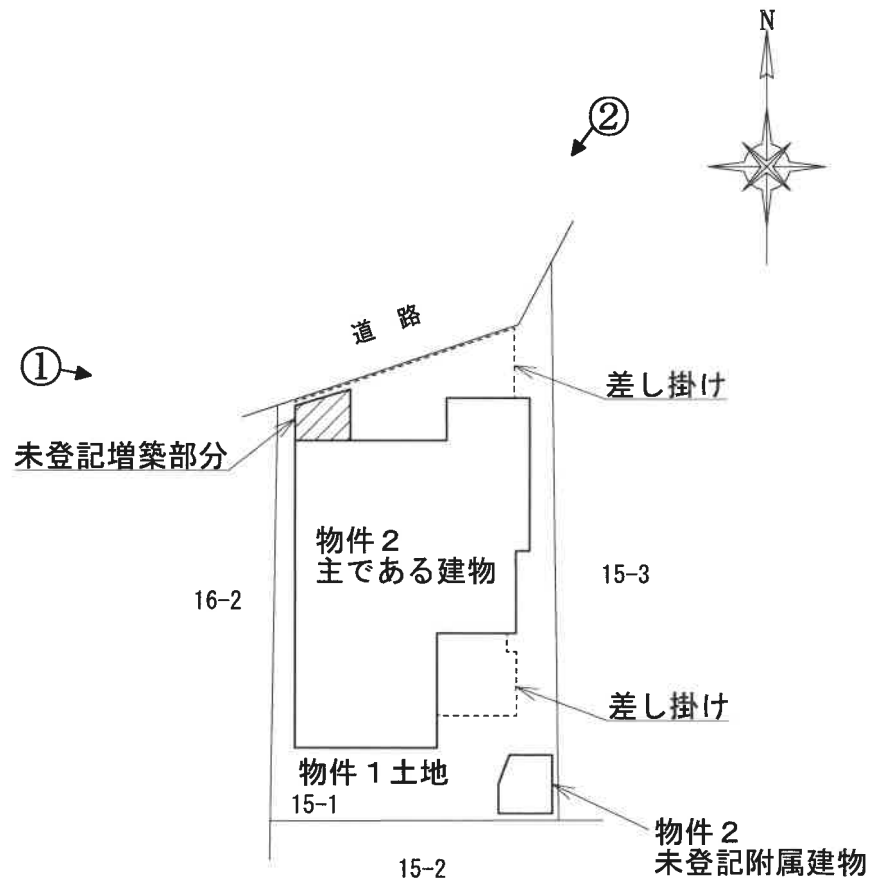 N
②
道路
①
差し掛け
未登記増築部分
物件2
主である建物
16-2
15-3
差し掛け
物件1土地
15-1
物件2
未登記附属建物
15-2